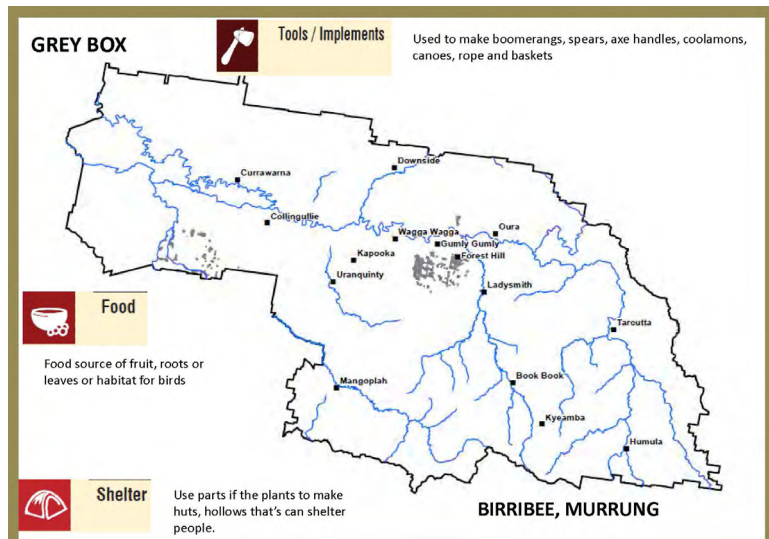 GREY BOX
Tools / Implements
Used to make boomerangs, spears, axe handles, coolamons,
canoes, rope and baskets
Downside
Currawarna
Collingullie
Wagga Wagga
Oura
Gumly Gumly
Kapooka
Forest Hill
Uranquinty
Ladysmith
Food
Tarcutta
Food source of fruit, roots or
leaves or habitat for birds
Mangoplah
Book Book
Kyeamba
Humula
Shelter
Use parts if the plants to make
huts, hollows that's can shelter
people.
BIRRIBEE, MURRUNG